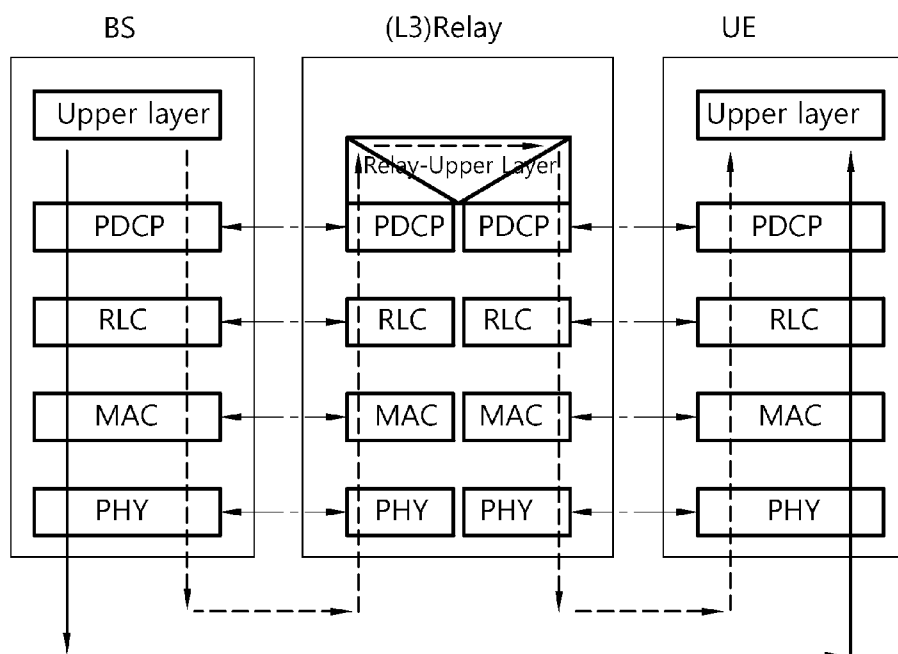 BS (L3)Relay UE
Upper layer Upper layer
Relay-Upper Layer
PDCP PDCP PDCP PDCP
RLC RLC RLC RLC
MAC MAC MAC MAC
PHY PHY PHY PHY